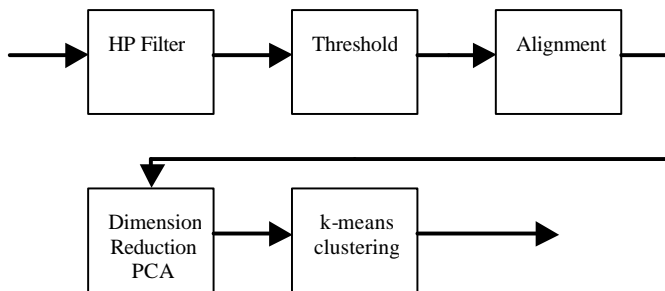 HP Filter
Threshold
Alignment
Dimension
Reduction
PCA
k-means
clustering